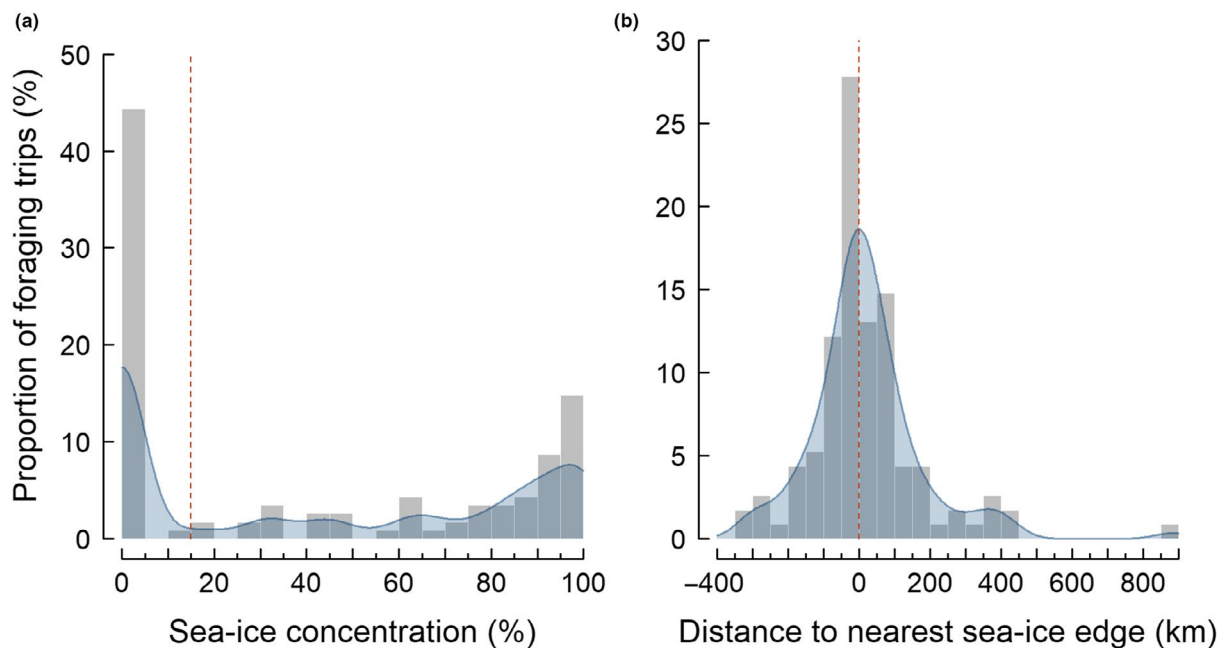 (a)
Proportion of foraging trips (%)
50
40
30
20
10
0
0 20 40 60 80 100
Sea-ice concentration (%)
(b)
30
25
20
15
10
5
0
−400 0 200 400 600 800
Distance to nearest sea-ice edge (km)